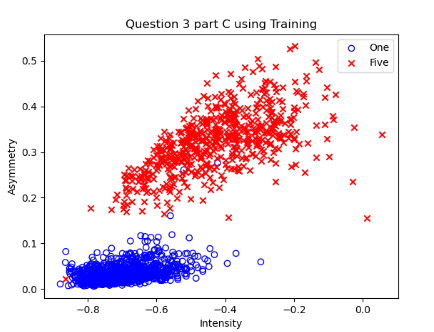 Question 3 part C using Training
One
Five
0.5
0.4
0.3
0.2
0.1
0.0
Asymmetry
−0.8 −0.6 −0.4 −0.2 0.0
Intensity